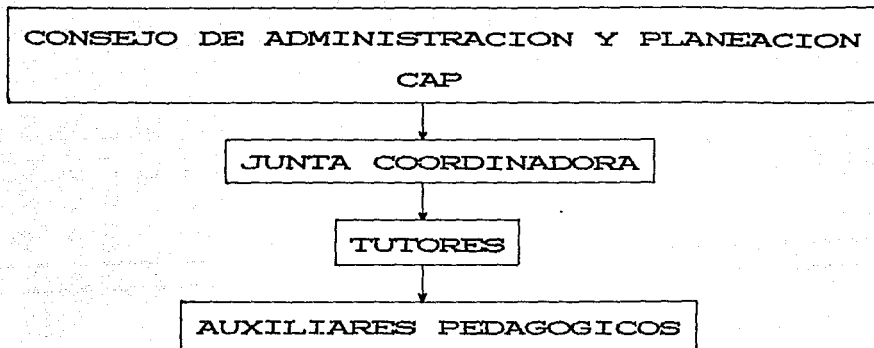 CONSEJO DE ADMINISTRACION Y PLANEACION
CAP
JUNTA COORDINADORA
TUTORES
AUXILIARES PEDAGOGICOS